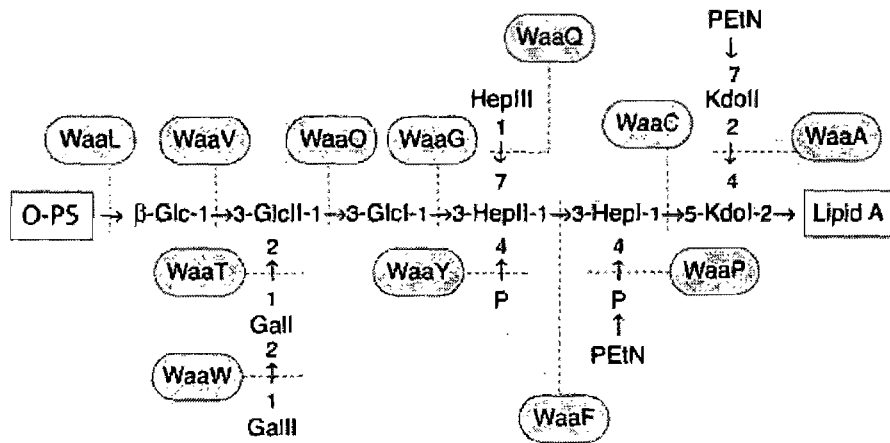 WaaQ
PEtN
↓
7
HepIII
KdoII
WaaL WaaV WaaO WaaG 1 WaaC 2 WaaA
↓ ↓
7 4
O-PS → β-Glc-1→3-GlcII-1→3-GlcI-1→3-HepII-1→3-HepI-1→5-KdoI-2→ Lipid A
2 4 4
WaaT ↑ WaaY ↑ ↑ WaaP
1 P P
GalI ↑
2 PEtN
WaaW ↑
1
GalII WaaF